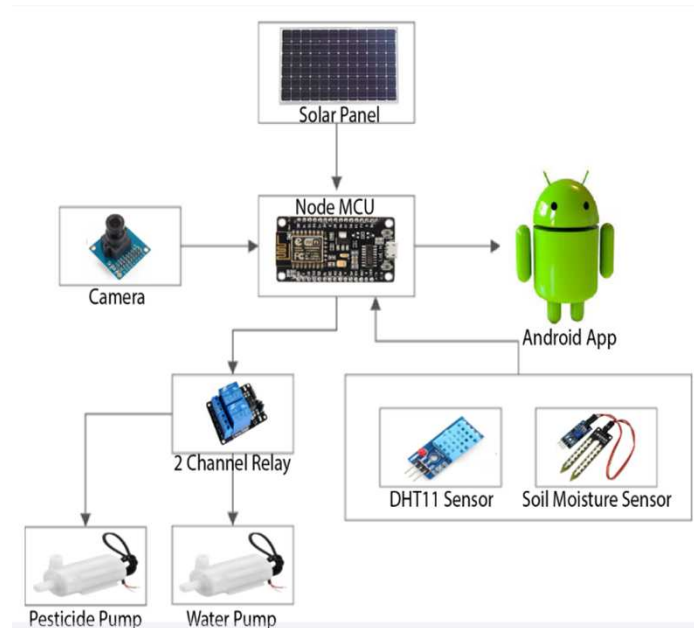 Solar Panel
Node MCU
Camera
Android App
2 Channel Relay
DHT11 Sensor
Soil Moisture Sensor
Pesticide Pump
Water Pump